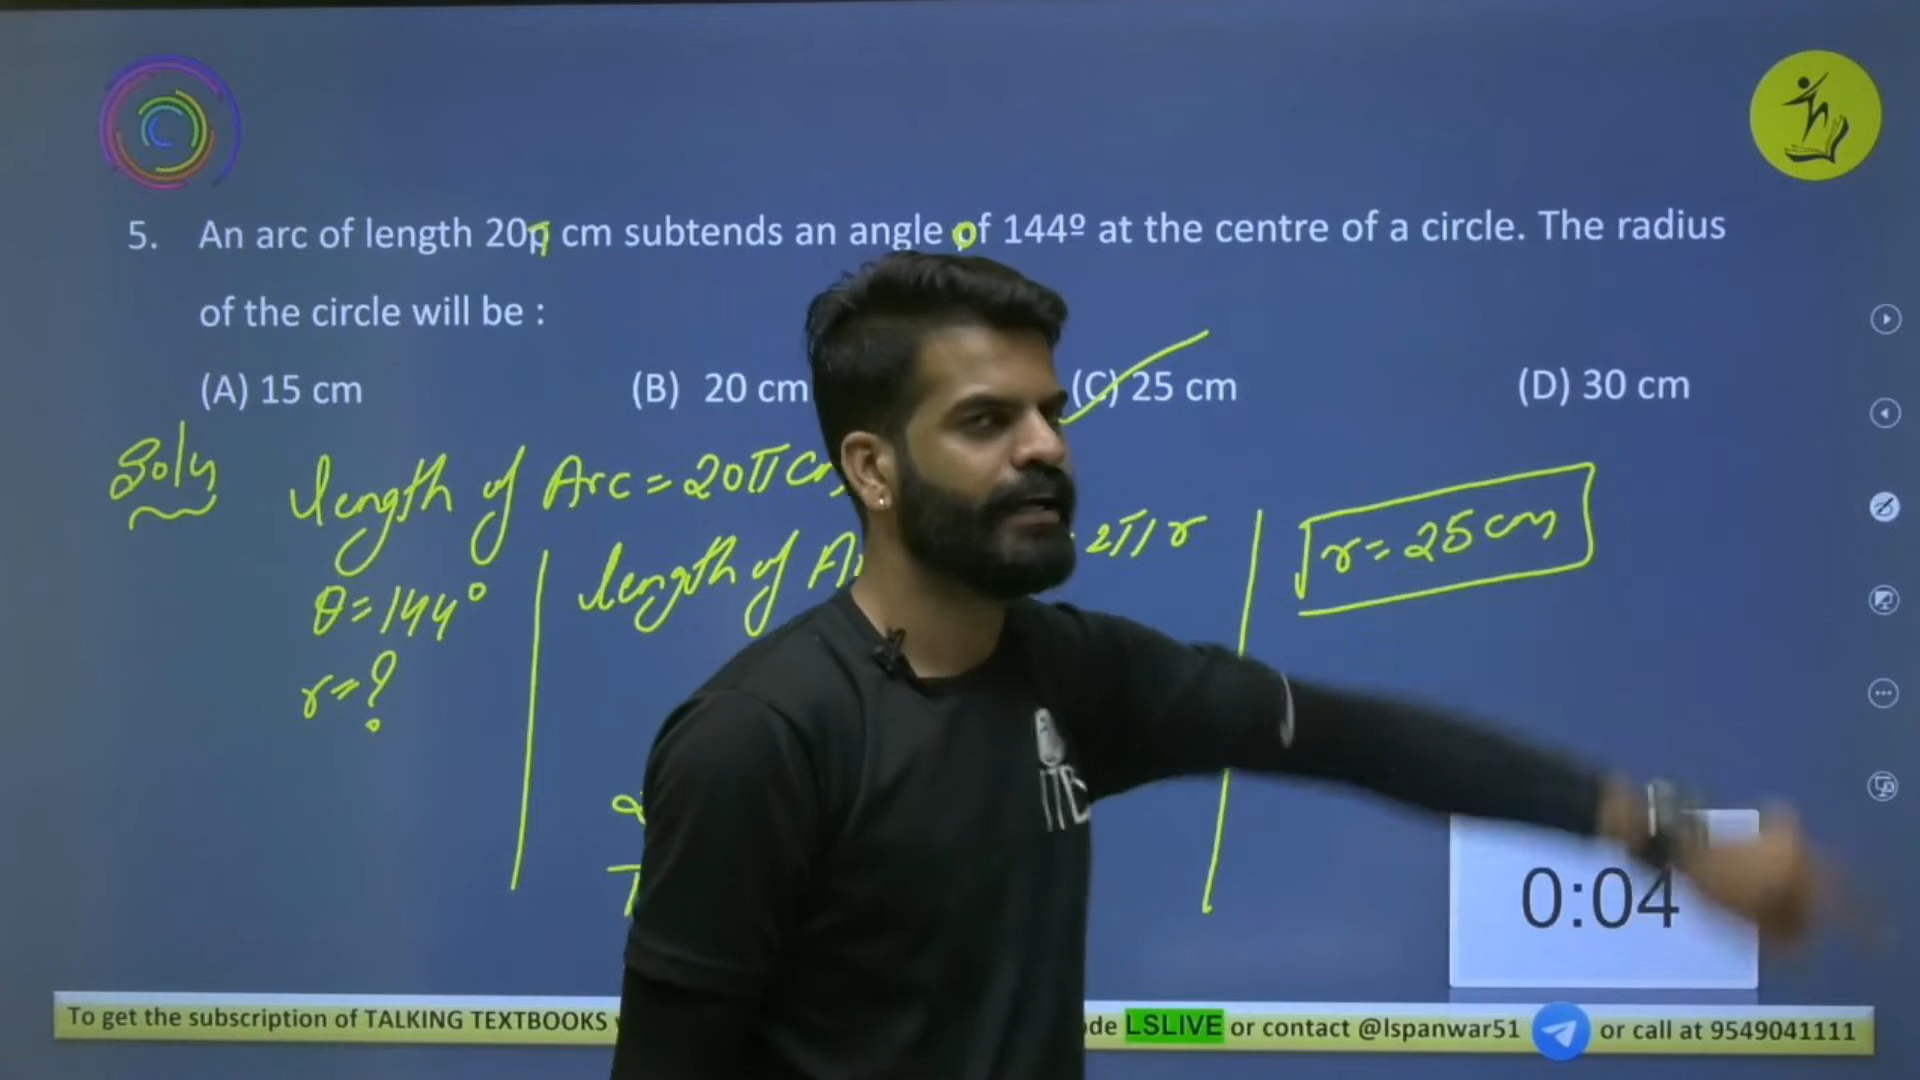 5. An arc of length 20π cm subtends an angle of 144º at the centre of a circle. The radius
of the circle will be :
(A) 15 cm (B) 20 cm (C) 25 cm (D) 30 cm
Soln
length of Arc = 20π cm
θ = 144°
r = ?
length of Ar 2πr
r = 25 cm
ITB
0:04
To get the subscription of TALKING TEXTBOOKS de LSLIVE or contact @lspanwar51 or call at 9549041111